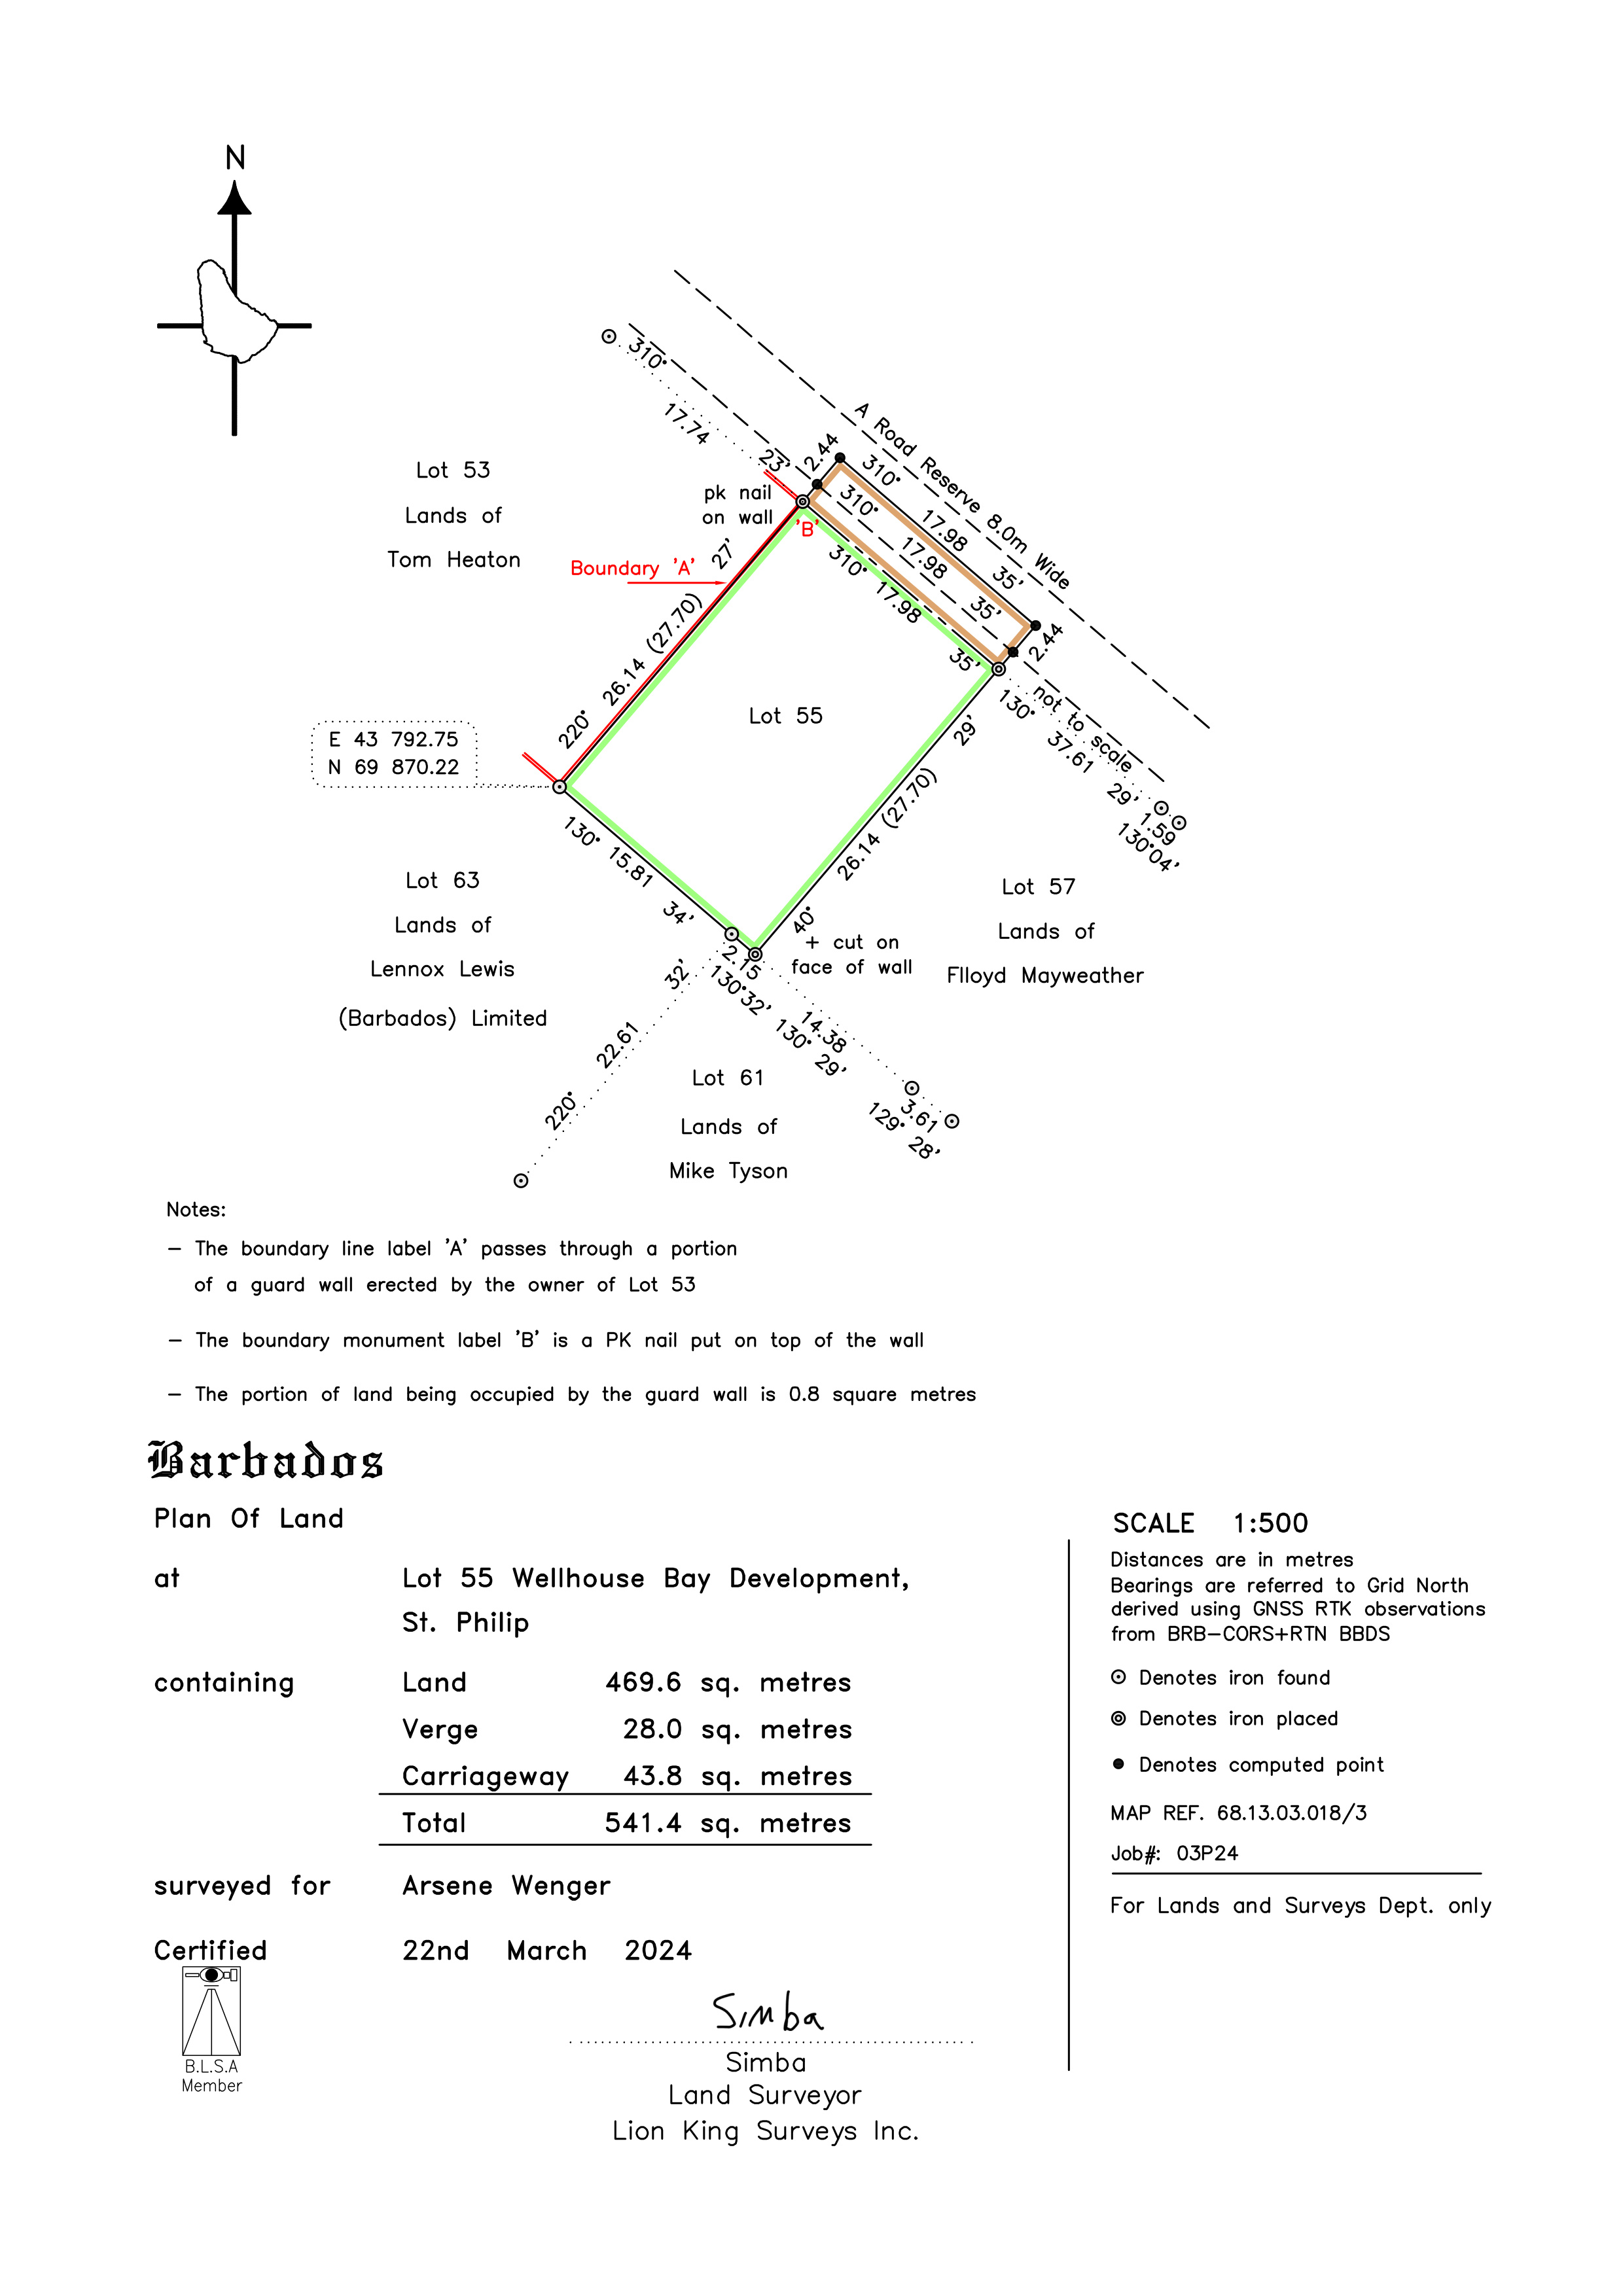 N
310°
17.74
23'
2.44
A Road Reserve 8.0m Wide
310°
17.98
35'
310°
17.98
35'
2.44
Lot 53
Lands of
Tom Heaton
pk nail
on wall
'B'
Boundary 'A'
27'
26.14 (27.70)
220°
310°
17.98
35'
Lot 55
E 43 792.75
N 69 870.22
not to scale
130°
37.61
29'
1.59
130°04'
29'
26.14 (27.70)
40°
130°
15.81
34'
+ cut on
face of wall
Lot 63
Lands of
Lennox Lewis
(Barbados) Limited
Lot 57
Lands of
Flloyd Mayweather
2.15
130°32'
32'
22.61
220°
14.38
130° 29'
3.61
129° 28'
Lot 61
Lands of
Mike Tyson
Notes:
– The boundary line label 'A' passes through a portion
of a guard wall erected by the owner of Lot 53
– The boundary monument label 'B' is a PK nail put on top of the wall
– The portion of land being occupied by the guard wall is 0.8 square metres
Barbados
Plan Of Land
at Lot 55 Wellhouse Bay Development,
St. Philip
containing Land 469.6 sq. metres
Verge 28.0 sq. metres
Carriageway 43.8 sq. metres
Total 541.4 sq. metres
surveyed for Arsene Wenger
Certified 22nd March 2024
B.L.S.A
Member
Simba
Simba
Land Surveyor
Lion King Surveys Inc.
SCALE 1:500
Distances are in metres
Bearings are referred to Grid North
derived using GNSS RTK observations
from BRB–CORS+RTN BBDS
Denotes iron found
Denotes iron placed
Denotes computed point
MAP REF. 68.13.03.018/3
Job#: 03P24
For Lands and Surveys Dept. only